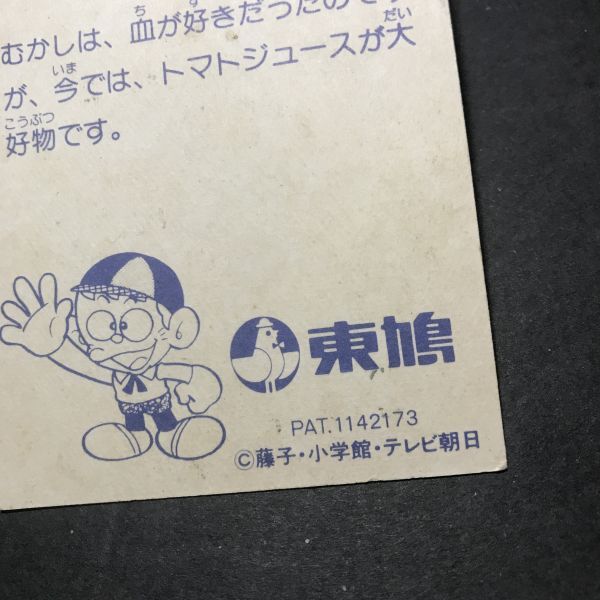 むかしは、血が好きだったのです
が、今では、トマトジュースが大
好物です。
東鳩
PAT.1142173
©藤子・小学館・テレビ朝日